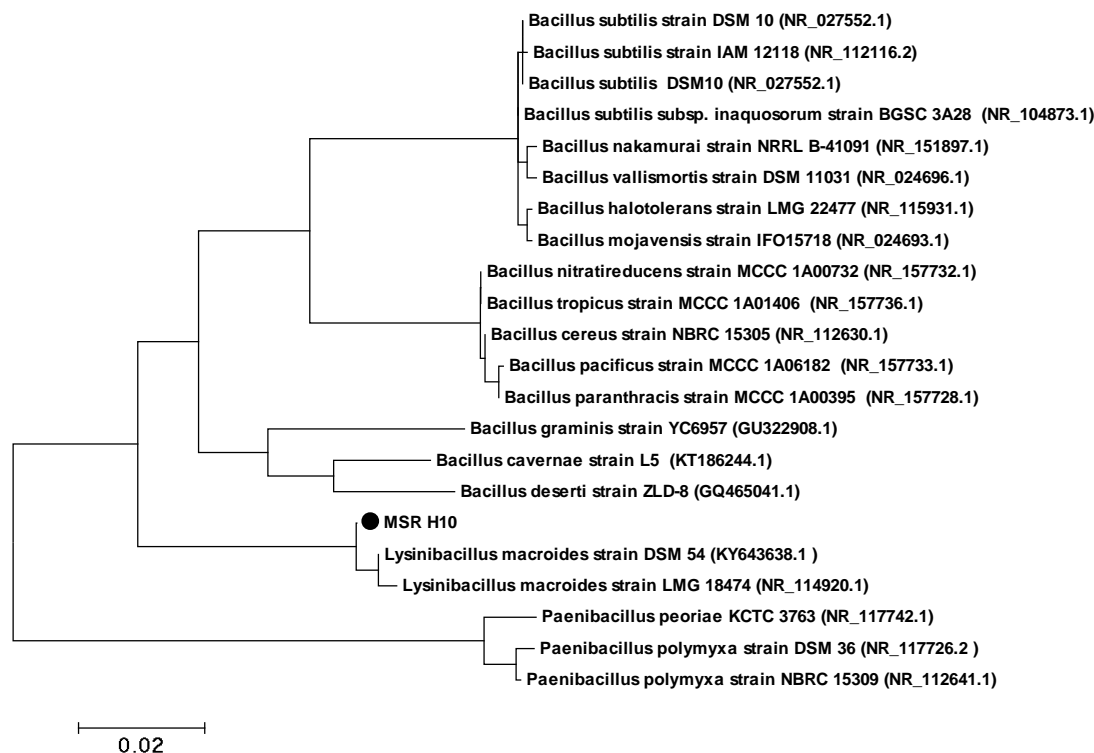 Bacillus subtilis strain DSM 10 (NR_027552.1)
Bacillus subtilis strain IAM 12118 (NR_112116.2)
Bacillus subtilis  DSM10 (NR_027552.1)
Bacillus subtilis subsp. inaquosorum strain BGSC 3A28  (NR_104873.1)
Bacillus nakamurai strain NRRL B-41091 (NR_151897.1)
Bacillus vallismortis strain DSM 11031 (NR_024696.1)
Bacillus halotolerans strain LMG 22477 (NR_115931.1)
Bacillus mojavensis strain IFO15718 (NR_024693.1)
Bacillus nitratireducens strain MCCC 1A00732 (NR_157732.1)
Bacillus tropicus strain MCCC 1A01406  (NR_157736.1)
Bacillus cereus strain NBRC 15305 (NR_112630.1)
Bacillus pacificus strain MCCC 1A06182  (NR_157733.1)
Bacillus paranthracis strain MCCC 1A00395  (NR_157728.1)
Bacillus graminis strain YC6957 (GU322908.1)
Bacillus cavernae strain L5  (KT186244.1)
Bacillus deserti strain ZLD-8 (GQ465041.1)
MSR H10
Lysinibacillus macroides strain DSM 54 (KY643638.1 )
Lysinibacillus macroides strain LMG 18474 (NR_114920.1)
Paenibacillus peoriae KCTC 3763 (NR_117742.1)
Paenibacillus polymyxa strain DSM 36 (NR_117726.2 )
Paenibacillus polymyxa strain NBRC 15309 (NR_112641.1)
0.02